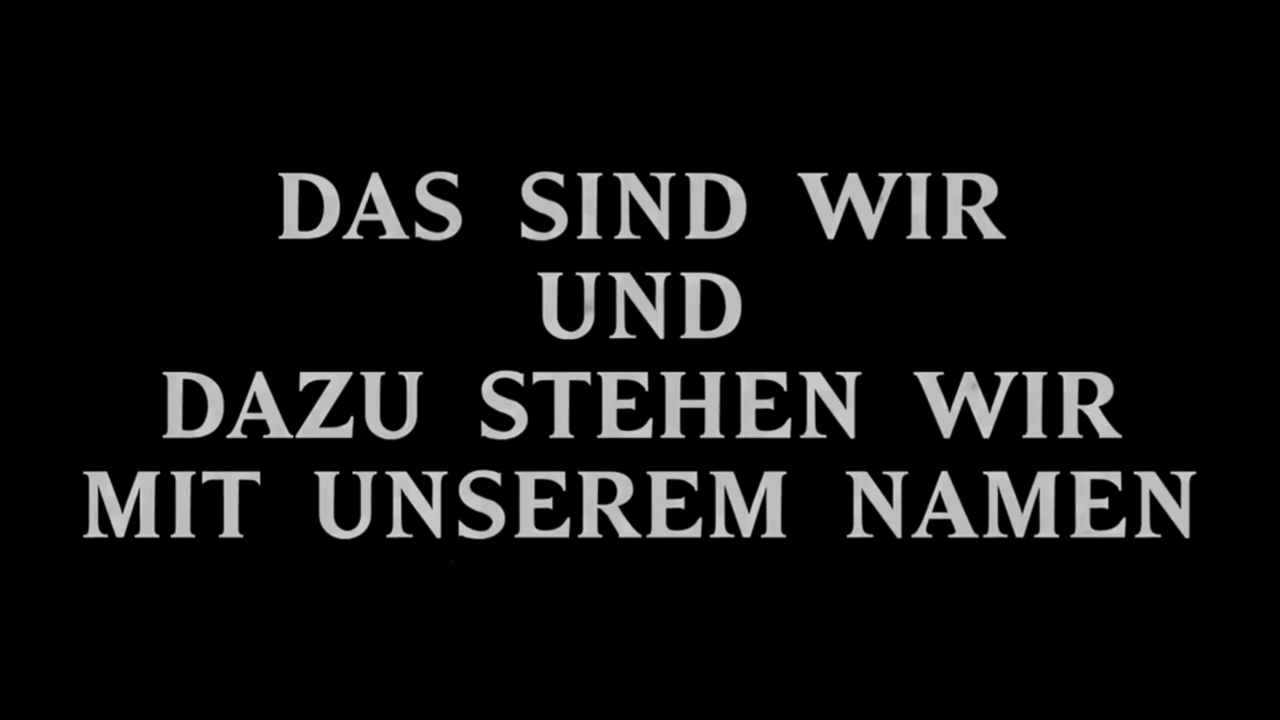 DAS SIND WIR
UND
DAZU STEHEN WIR
MIT UNSEREM NAMEN